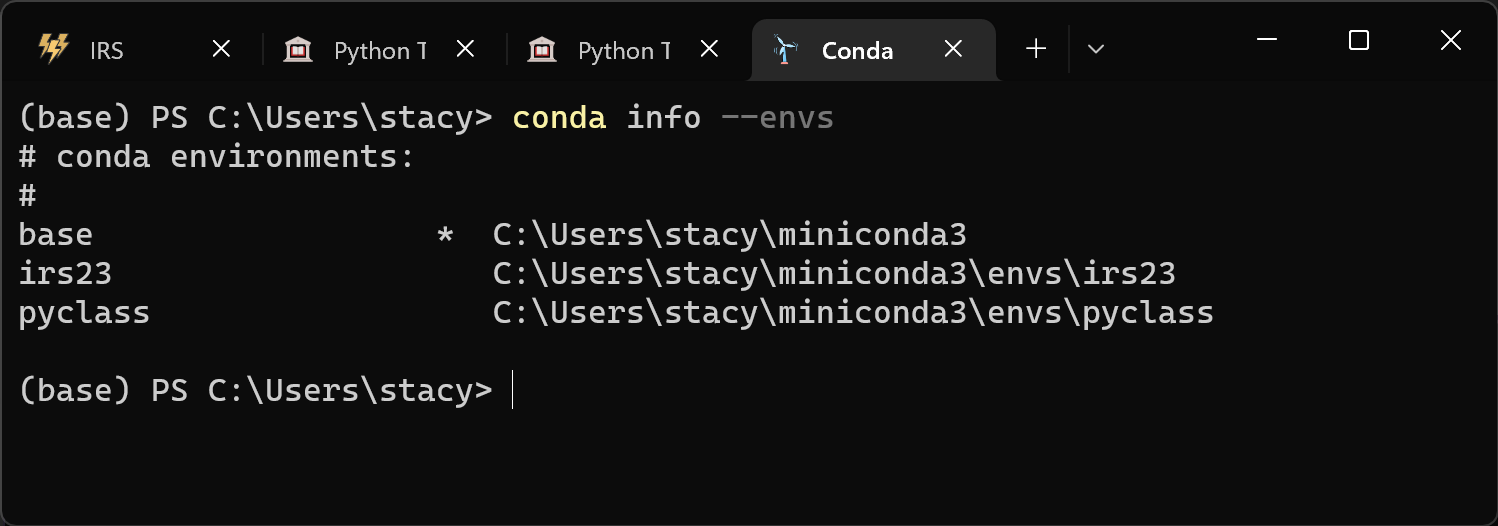 IRS Python T Python T Conda
(base) PS C:\Users\stacy> conda info --envs
# conda environments:
#
base * C:\Users\stacy\miniconda3
irs23 C:\Users\stacy\miniconda3\envs\irs23
pyclass C:\Users\stacy\miniconda3\envs\pyclass
(base) PS C:\Users\stacy>